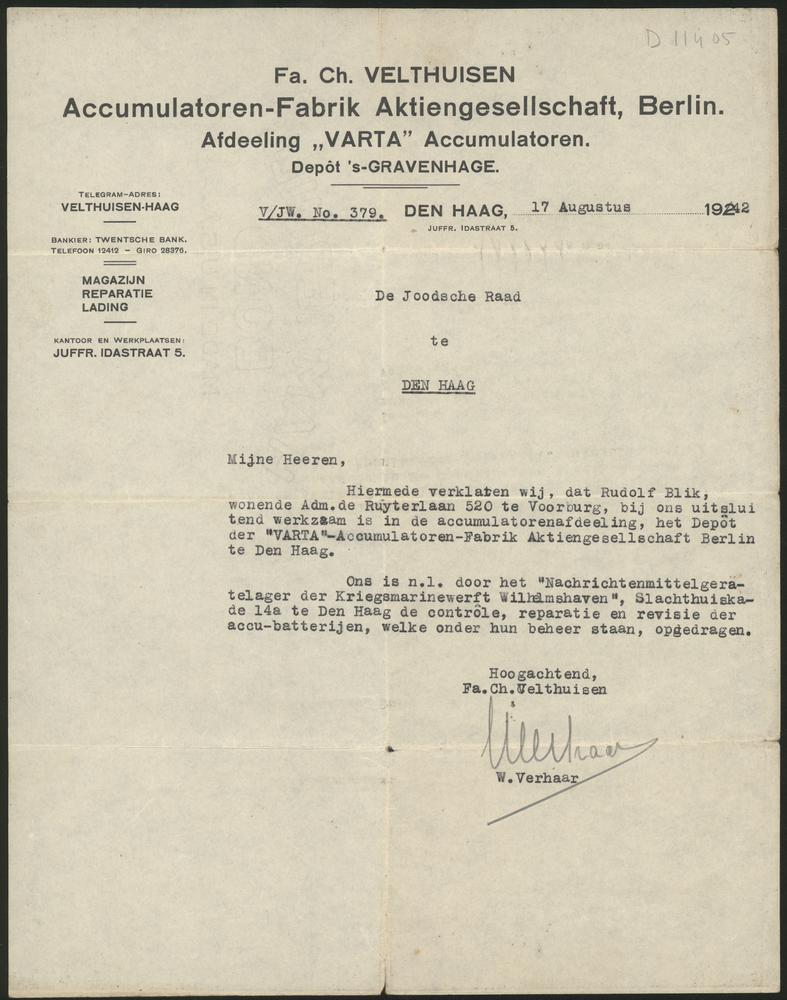 D 11405
Fa. Ch. VELTHUISEN
Accumulatoren-Fabrik Aktiengesellschaft, Berlin.
Afdeeling „VARTA” Accumulatoren.
Depôt 's-GRAVENHAGE.
TELEGRAM-ADRES:
VELTHUISEN-HAAG
BANKIER: TWENTSCHE BANK.
TELEFOON 12412 - GIRO 28376.
MAGAZIJN
REPARATIE
LADING
KANTOOR EN WERKPLAATSEN:
JUFFR. IDASTRAAT 5.
V/JW. No. 379. DEN HAAG, 17 Augustus 1942
JUFFR. IDASTRAAT 5.
De Joodsche Raad
te
DEN HAAG
Mijne Heeren,
Hiermede verklaten wij, dat Rudolf Blik,
wonende Adm.de Ruyterlaan 520 te Voorburg, bij ons uitslui
tend werkzaam is in de accumulatorenafdeeling, het Depôt
der "VARTA"-Accumulatoren-Fabrik Aktiengesellschaft Berlin
te Den Haag.
Ons is n.l. door het "Nachrichtenmittelgerä-
telager der Kriegsmarinewerft Wilhelmshaven", Slachthuiska-
de 14a te Den Haag de contrôle, reparatie en revisie der
accu-batterijen, welke onder hun beheer staan, opgedragen.
Hoogachtend,
Fa.Ch.Velthuisen
W.Verhaar